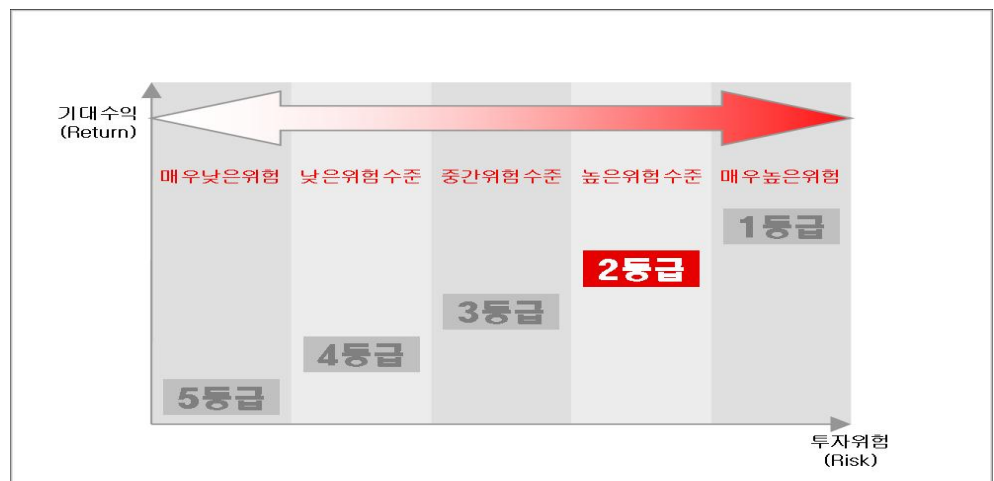 기대수익
(Return)
매우낮은위험 낮은위험수준 중간위험수준 높은위험수준 매우높은위험
1등급
2등급
3등급
4등급
5등급
투자위험
(Risk)